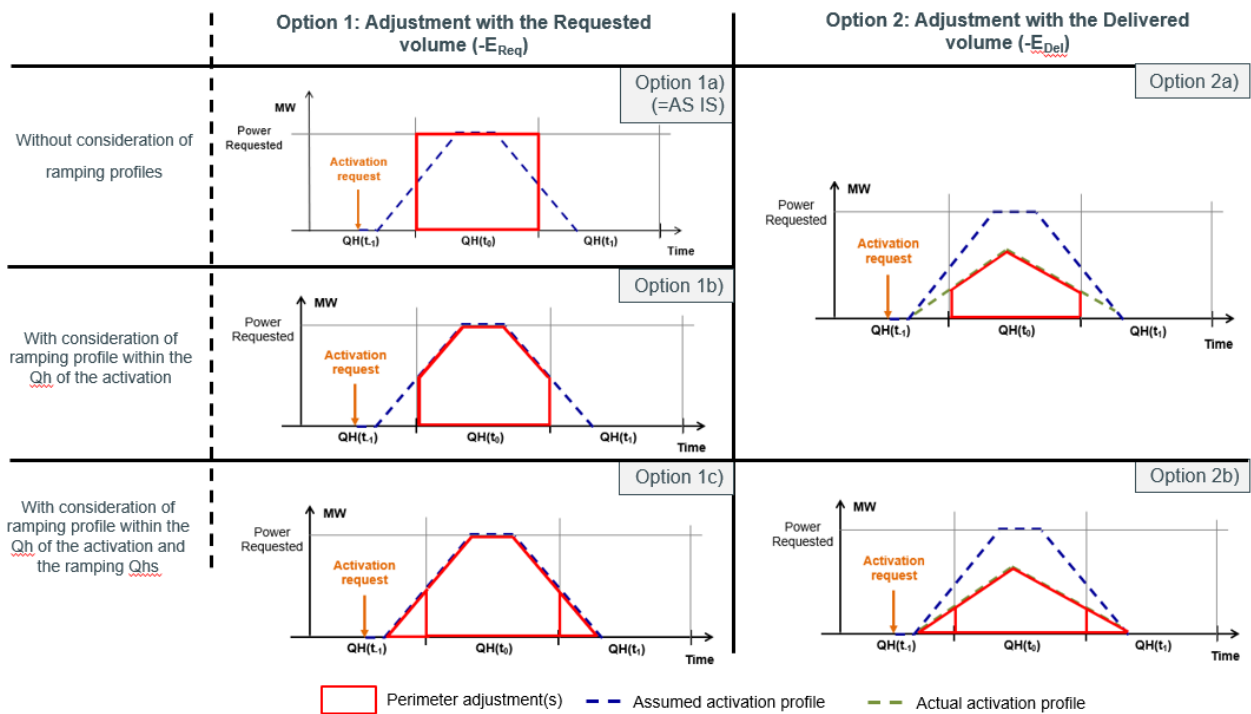 Option 1: Adjustment with the Requested
volume (-EReq)
Option 2: Adjustment with the Delivered
volume (-EDel)
Without consideration of
ramping profiles
Option 1a)
(=AS IS)
MW
Power
Requested
Activation
request
QH(t-1)
QH(t0)
QH(t1)
Time
Option 2a)
MW
Power
Requested
Activation
request
QH(t-1)
QH(t0)
QH(t1)
Time
With consideration of
ramping profile within the
Qh of the activation
Option 1b)
MW
Power
Requested
Activation
request
QH(t-1)
QH(t0)
QH(t1)
Time
With consideration of
ramping profile within the
Qh of the activation and
the ramping Qhs
Option 1c)
MW
Power
Requested
Activation
request
QH(t-1)
QH(t0)
QH(t1)
Time
Option 2b)
MW
Power
Requested
Activation
request
QH(t-1)
QH(t0)
QH(t1)
Time
Perimeter adjustment(s)
Assumed activation profile
Actual activation profile